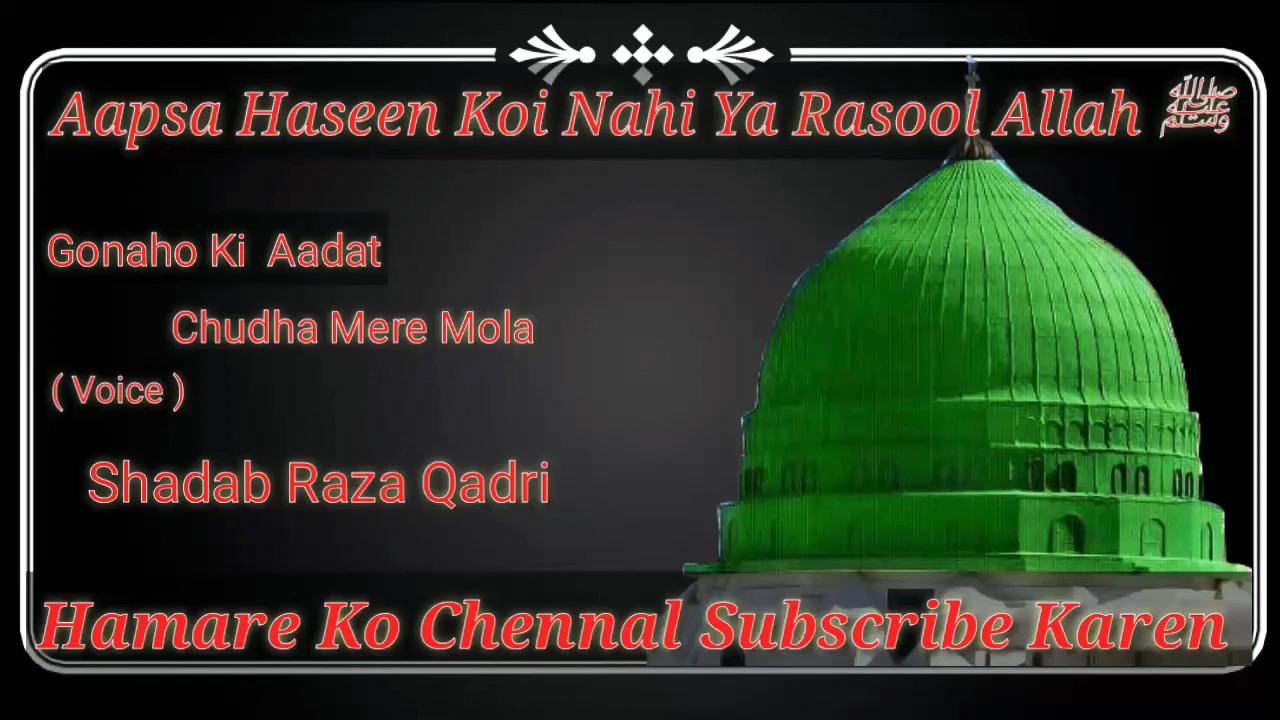 Aapsa Haseen Koi Nahi Ya Rasool Allah ﷺ
Gonaho Ki Aadat
Chudha Mere Mola
( Voice )
Shadab Raza Qadri
Hamare Ko Chennal Subscribe Karen